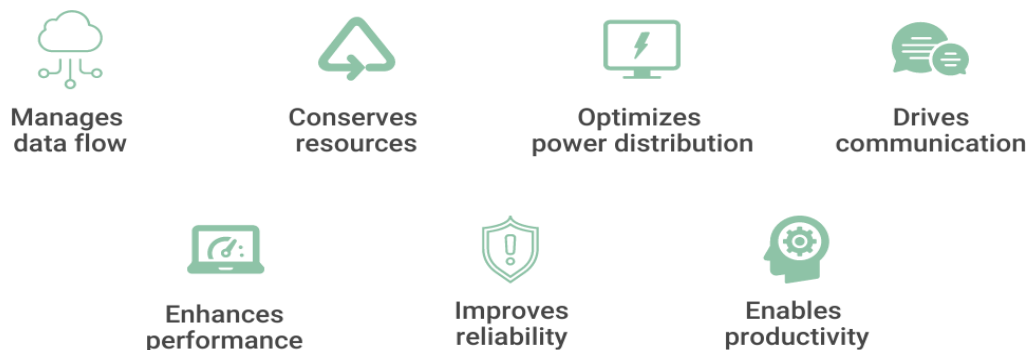 Manages
data flow
Conserves
resources
Optimizes
power distribution
Drives
communication
Enhances
performance
Improves
reliability
Enables
productivity